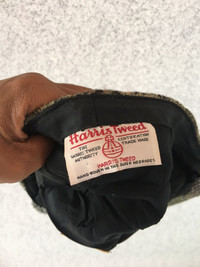 Harris Tweed
THE CERTIFICATION
HARRIS TWEED TRADE MARK
AUTHORITY
HARRIS TWEED
HAND WOVEN IN THE OUTER HEBRIDES